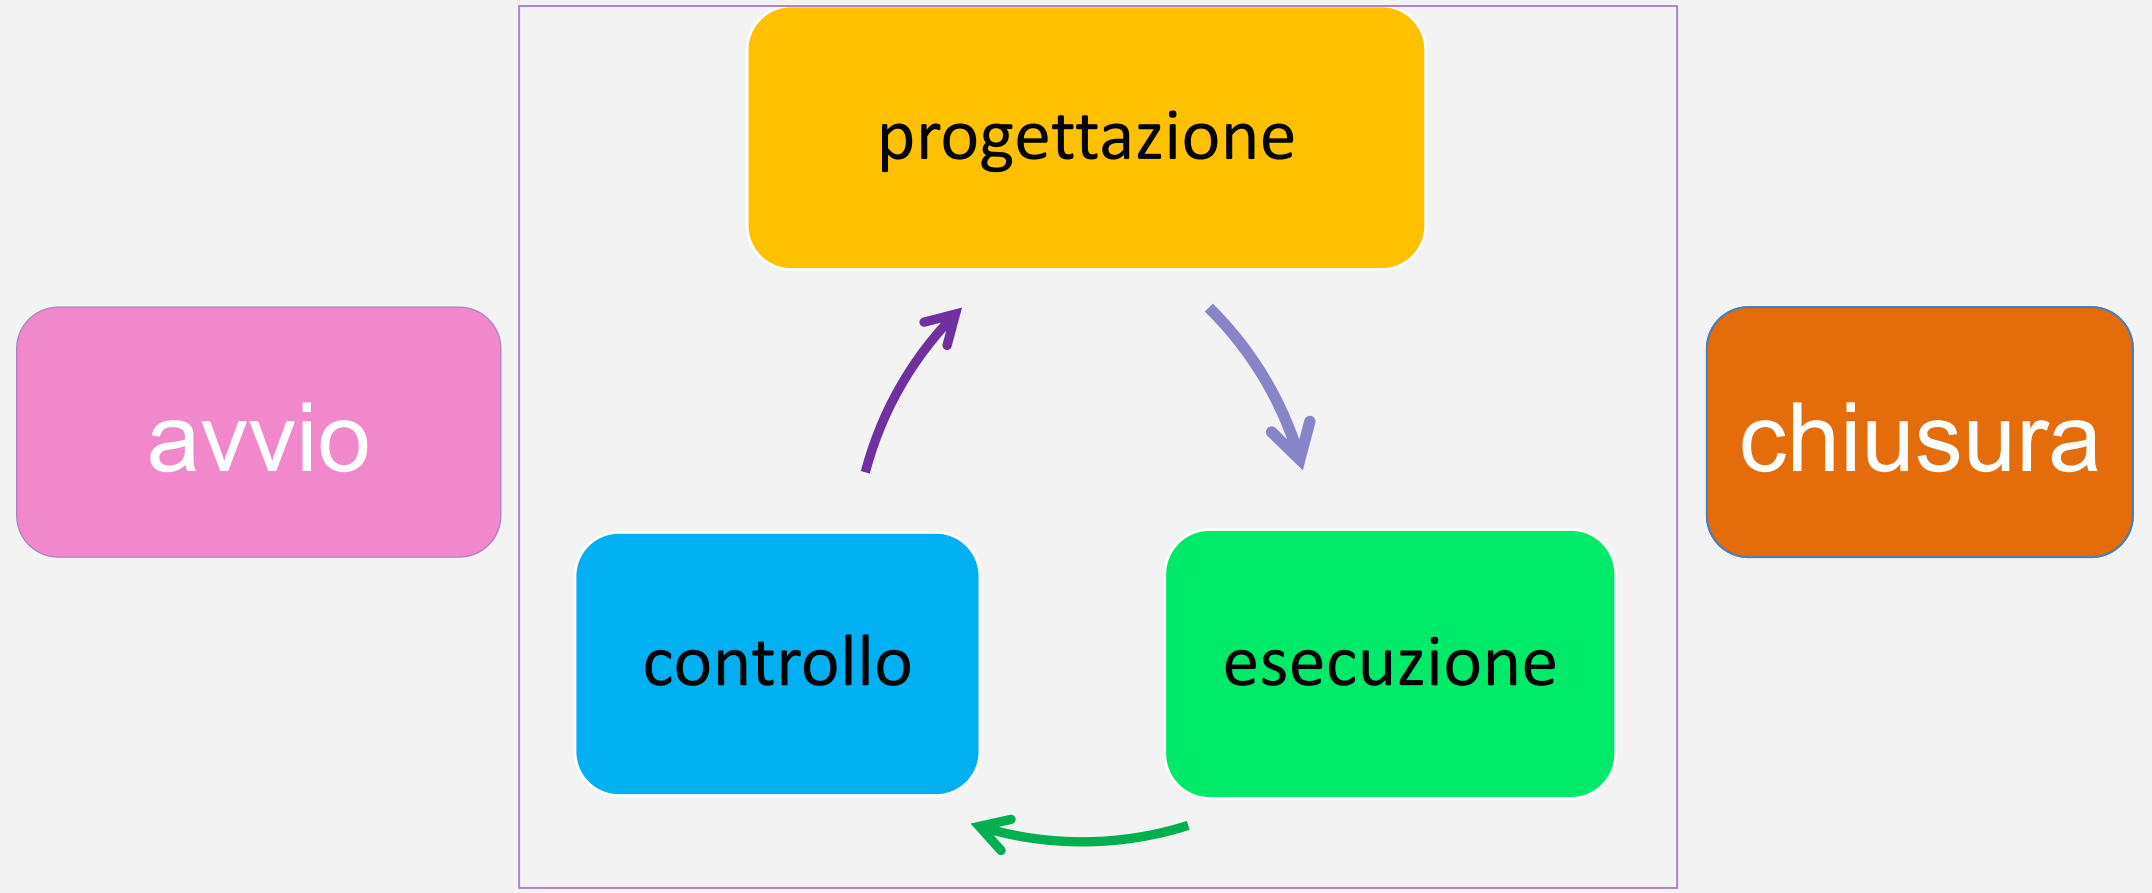 progettazione
avvio
chiusura
controllo
esecuzione